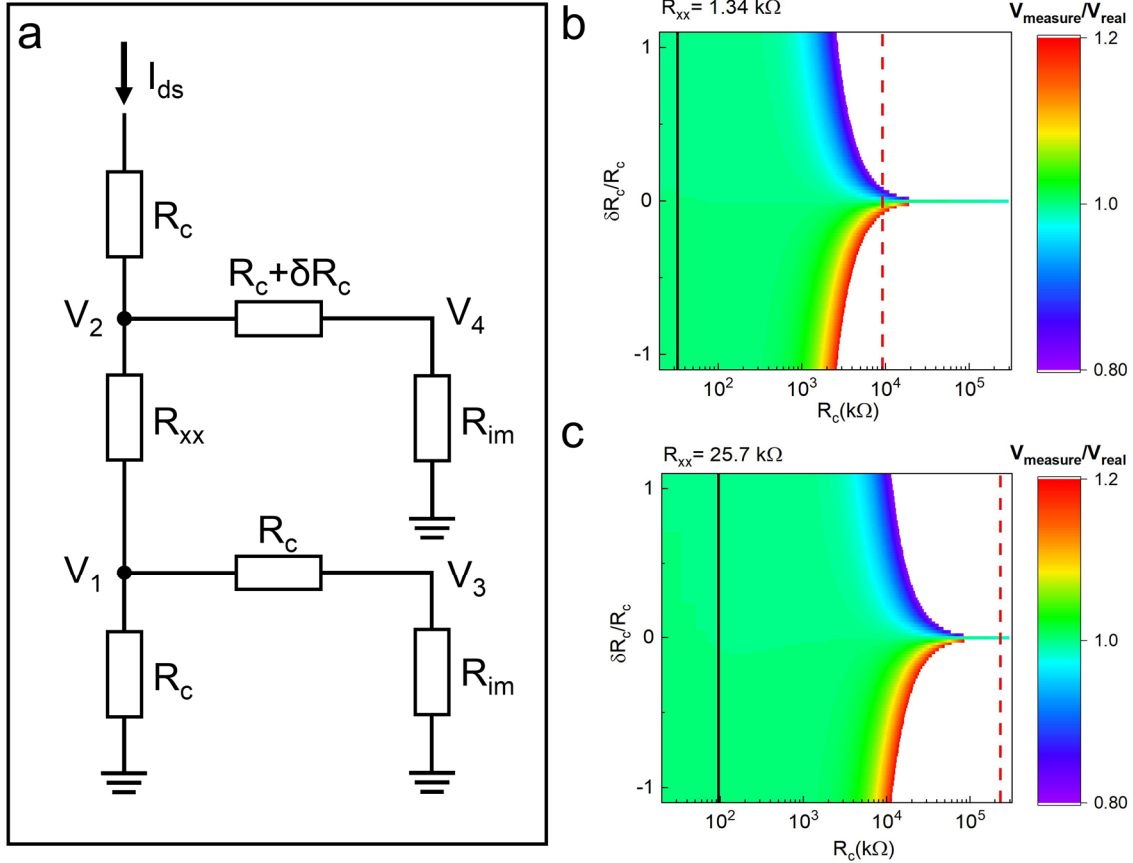 a
I_ds
R_c
R_c+δR_c
V_2
V_4
R_xx
R_im
R_c
V_1
V_3
R_c
R_im
b
R_xx= 1.34 kΩ
V_measure/V_real
1
0
-1
δR_c/R_c
10^2
10^3
10^4
10^5
R_c(kΩ)
1.2
1.0
0.80
c
R_xx= 25.7 kΩ
V_measure/V_real
1
0
-1
δR_c/R_c
10^2
10^3
10^4
10^5
R_c(kΩ)
1.2
1.0
0.80